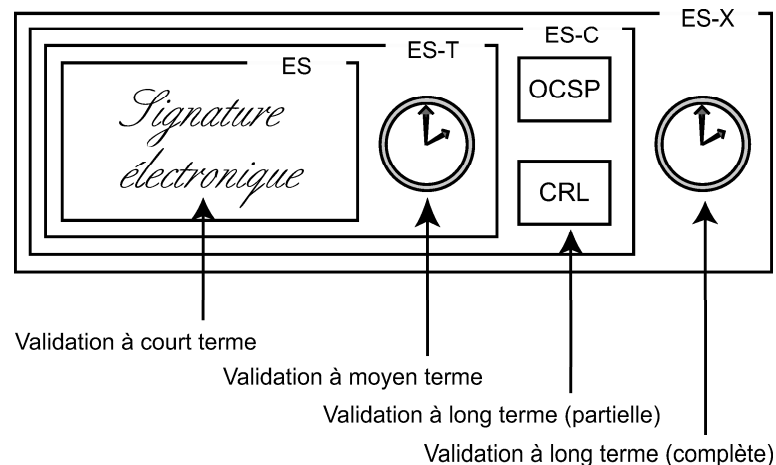 ES-X
ES-C
ES-T
ES
OCSP
Signature
électronique
CRL
Validation à court terme
Validation à moyen terme
Validation à long terme (partielle)
Validation à long terme (complète)